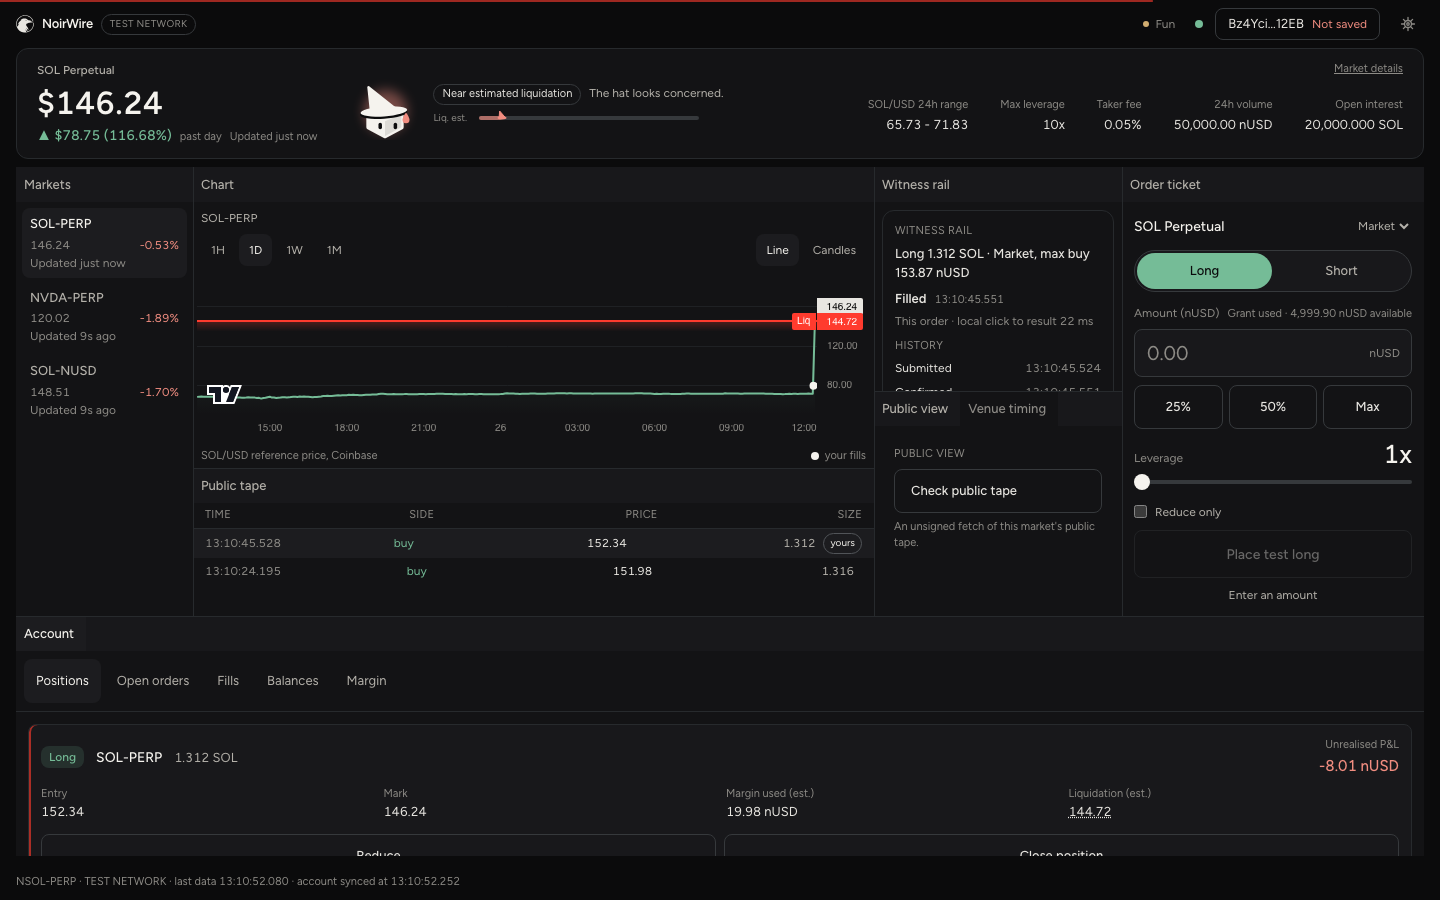 NoirWire TEST NETWORK
Fun Bz4Yci...12EB Not saved
SOL Perpetual
$146.24
▲ $78.75 (116.68%) past day Updated just now
Near estimated liquidation The hat looks concerned.
Liq. est.
Market details
SOL/USD 24h range Max leverage Taker fee 24h volume Open interest
65.73 - 71.83 10x 0.05% 50,000.00 nUSD 20,000.000 SOL
Markets
SOL-PERP
146.24 -0.53%
Updated just now
NVDA-PERP
120.02 -1.89%
Updated 9s ago
SOL-NUSD
148.51 -1.70%
Updated 9s ago
Chart
SOL-PERP
1H 1D 1W 1M Line Candles
146.24
Liq 144.72
120.00
80.00
15:00 18:00 21:00 26 03:00 06:00 09:00 12:00
SOL/USD reference price, Coinbase your fills
Public tape
TIME SIDE PRICE SIZE
13:10:45.528 buy 152.34 1.312 yours
13:10:24.195 buy 151.98 1.316
Witness rail
WITNESS RAIL
Long 1.312 SOL · Market, max buy
153.87 nUSD
Filled 13:10:45.551
This order · local click to result 22 ms
HISTORY
Submitted 13:10:45.524
Confirmed 13:10:45.551
Public view Venue timing
PUBLIC VIEW
Check public tape
An unsigned fetch of this market's public
tape.
Order ticket
SOL Perpetual Market
Long Short
Amount (nUSD) Grant used · 4,999.90 nUSD available
0.00 nUSD
25% 50% Max
Leverage 1x
Reduce only
Place test long
Enter an amount
Account
Positions Open orders Fills Balances Margin
Long SOL-PERP 1.312 SOL
Unrealised P&L
-8.01 nUSD
Entry Mark Margin used (est.) Liquidation (est.)
152.34 146.24 19.98 nUSD 144.72
Reduce Close position
NSOL-PERP · TEST NETWORK · last data 13:10:52.080 · account synced at 13:10:52.252